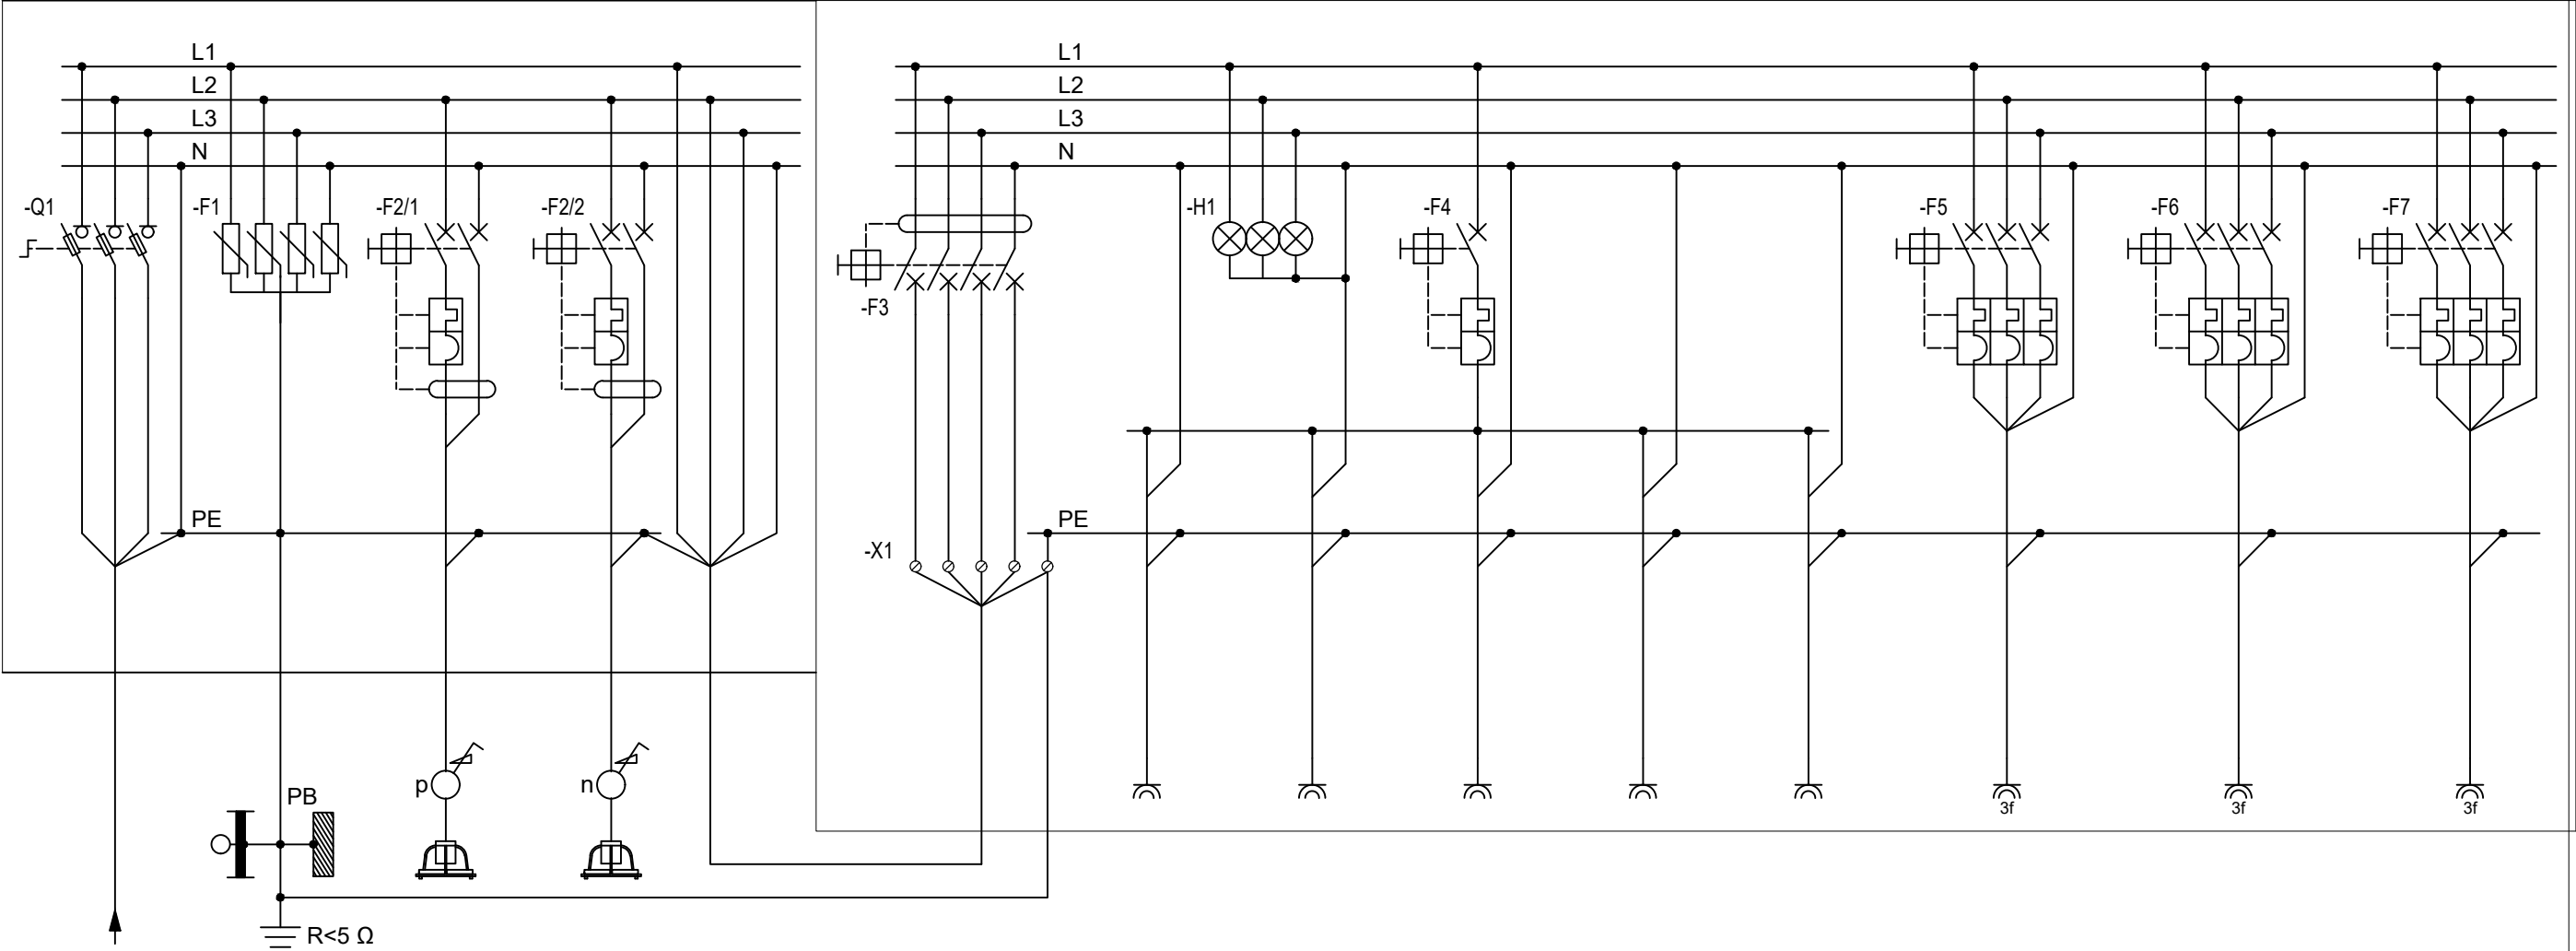 L1
L2
L3
N
-Q1
-F1
-F2/1
-F2/2
PE
p
n
PB
R<5 Ω
L1
L2
L3
N
-F3
-H1
-F4
-F5
-F6
-F7
PE
-X1
3f
3f
3f